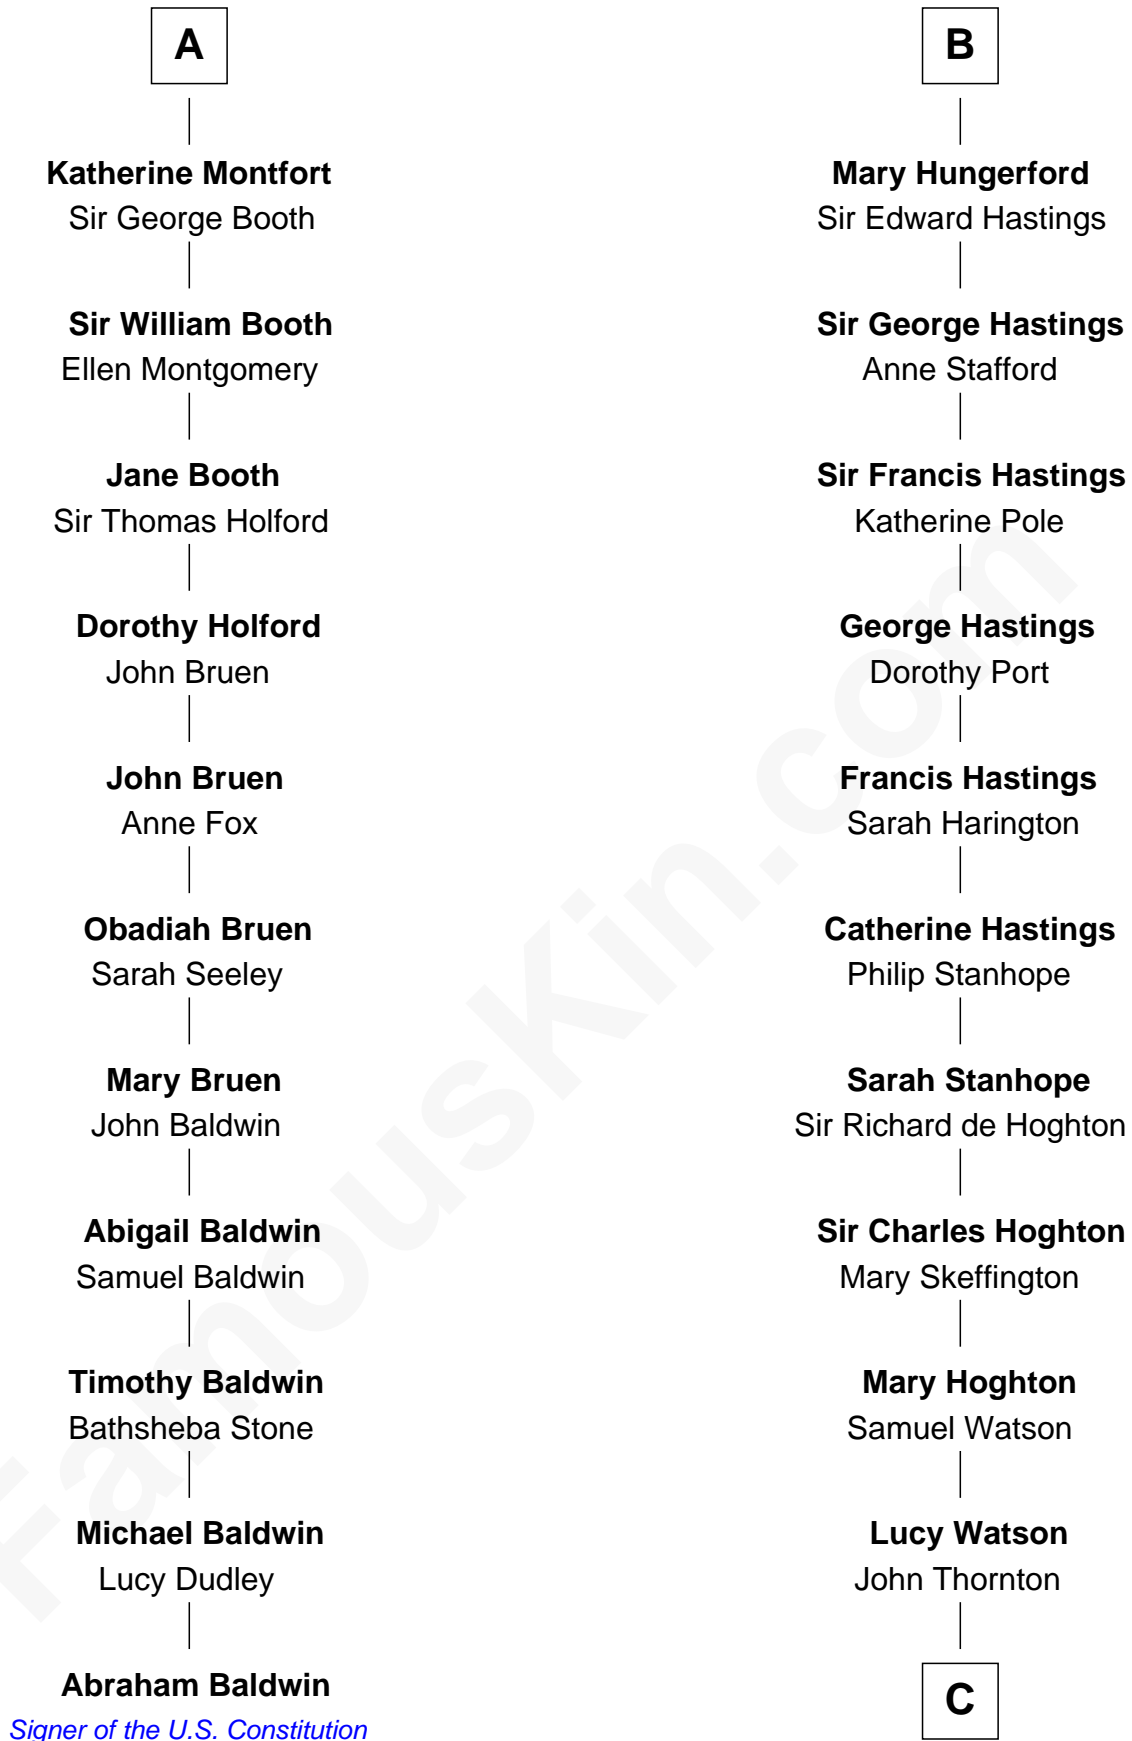 A
Katherine Montfort
Sir George Booth
Sir William Booth
Ellen Montgomery
Jane Booth
Sir Thomas Holford
Dorothy Holford
John Bruen
John Bruen
Anne Fox
Obadiah Bruen
Sarah Seeley
Mary Bruen
John Baldwin
Abigail Baldwin
Samuel Baldwin
Timothy Baldwin
Bathsheba Stone
Michael Baldwin
Lucy Dudley
Abraham Baldwin
Signer of the U.S. Constitution
B
Mary Hungerford
Sir Edward Hastings
Sir George Hastings
Anne Stafford
Sir Francis Hastings
Katherine Pole
George Hastings
Dorothy Port
Francis Hastings
Sarah Harington
Catherine Hastings
Philip Stanhope
Sarah Stanhope
Sir Richard de Hoghton
Sir Charles Hoghton
Mary Skeffington
Mary Hoghton
Samuel Watson
Lucy Watson
John Thornton
C
FamousKin.com